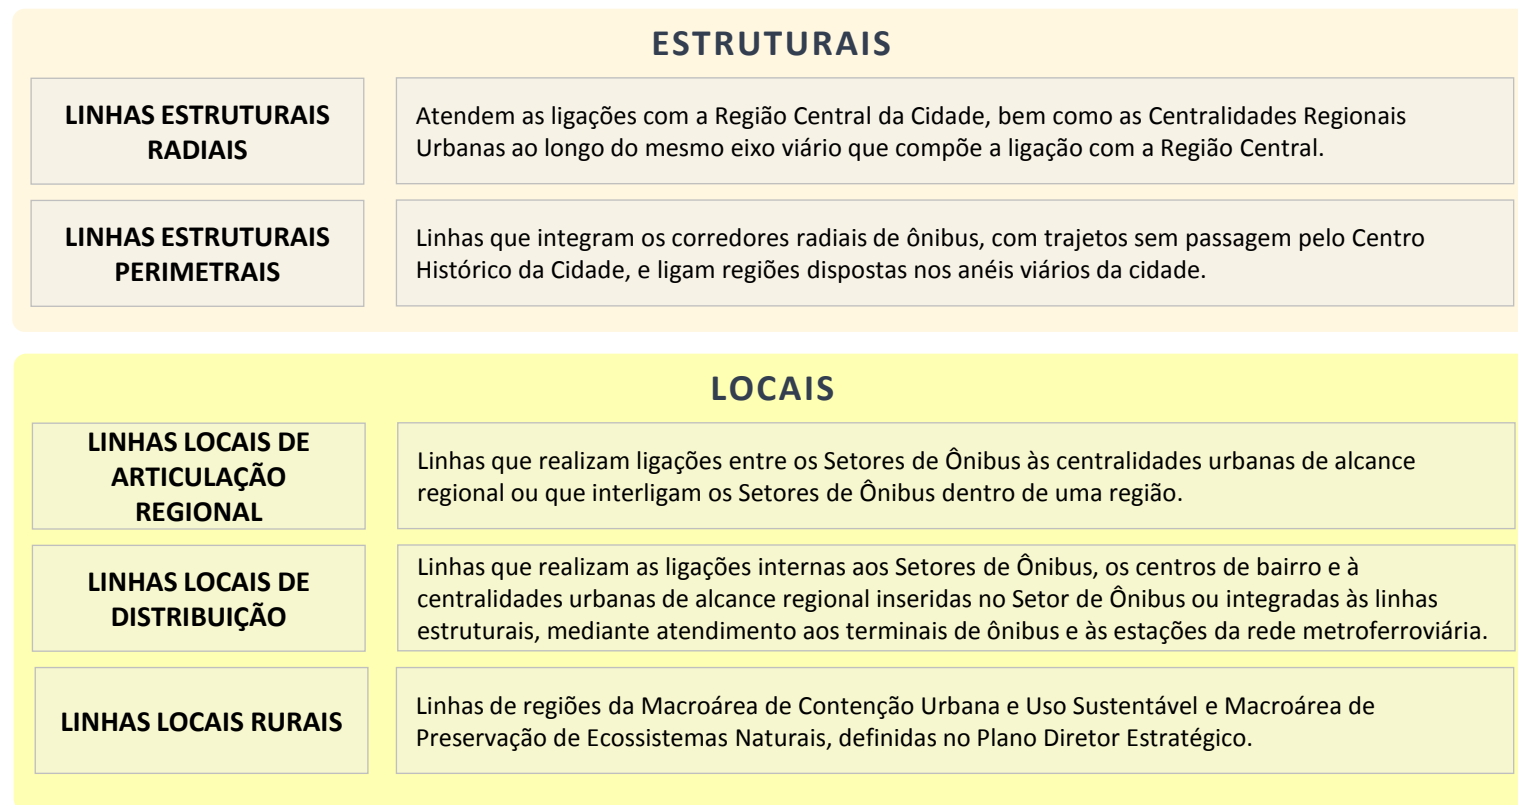 ESTRUTURAIS
LINHAS ESTRUTURAIS
RADIAIS
Atendem as ligações com a Região Central da Cidade, bem como as Centralidades Regionais
Urbanas ao longo do mesmo eixo viário que compõe a ligação com a Região Central.
LINHAS ESTRUTURAIS
PERIMETRAIS
Linhas que integram os corredores radiais de ônibus, com trajetos sem passagem pelo Centro
Histórico da Cidade, e ligam regiões dispostas nos anéis viários da cidade.
LOCAIS
LINHAS LOCAIS DE
ARTICULAÇÃO
REGIONAL
Linhas que realizam ligações entre os Setores de Ônibus às centralidades urbanas de alcance
regional ou que interligam os Setores de Ônibus dentro de uma região.
LINHAS LOCAIS DE
DISTRIBUIÇÃO
Linhas que realizam as ligações internas aos Setores de Ônibus, os centros de bairro e à
centralidades urbanas de alcance regional inseridas no Setor de Ônibus ou integradas às linhas
estruturais, mediante atendimento aos terminais de ônibus e às estações da rede metroferroviária.
LINHAS LOCAIS RURAIS
Linhas de regiões da Macroárea de Contenção Urbana e Uso Sustentável e Macroárea de
Preservação de Ecossistemas Naturais, definidas no Plano Diretor Estratégico.